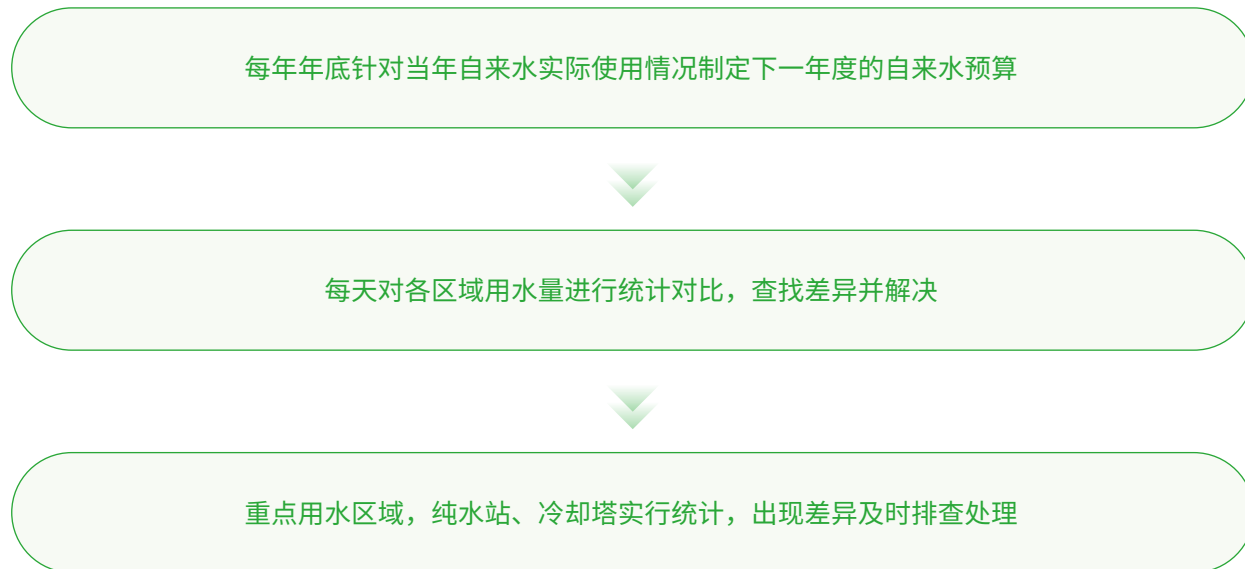 每年年底针对当年自来水实际使用情况制定下一年度的自来水预算
每天对各区域用水量进行统计对比，查找差异并解决
重点用水区域，纯水站、冷却塔实行统计，出现差异及时排查处理